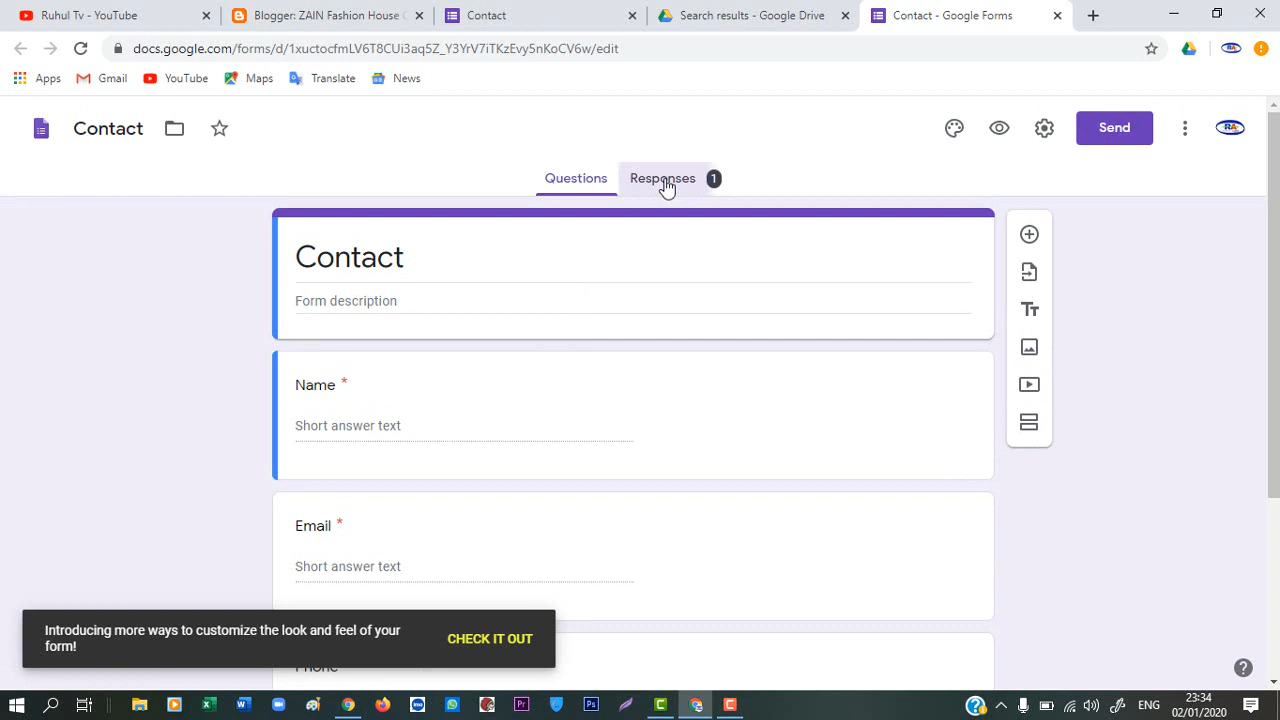 Ruhul Tv - YouTube
Blogger: ZAIN Fashion House C
Contact
Search results - Google Drive
Contact - Google Forms
docs.google.com/forms/d/1xuctocfmLV6T8CUi3aq5Z_Y3YrV7iTKzEvy5nKoCV6w/edit
Apps
Gmail
YouTube
Maps
Translate
News
Contact
Send
RA
Questions
Responses
1
Contact
Form description
Name *
Short answer text
Email *
Short answer text
Phone
Introducing more ways to customize the look and feel of your
form!
CHECK IT OUT
ENG
23:34
02/01/2020